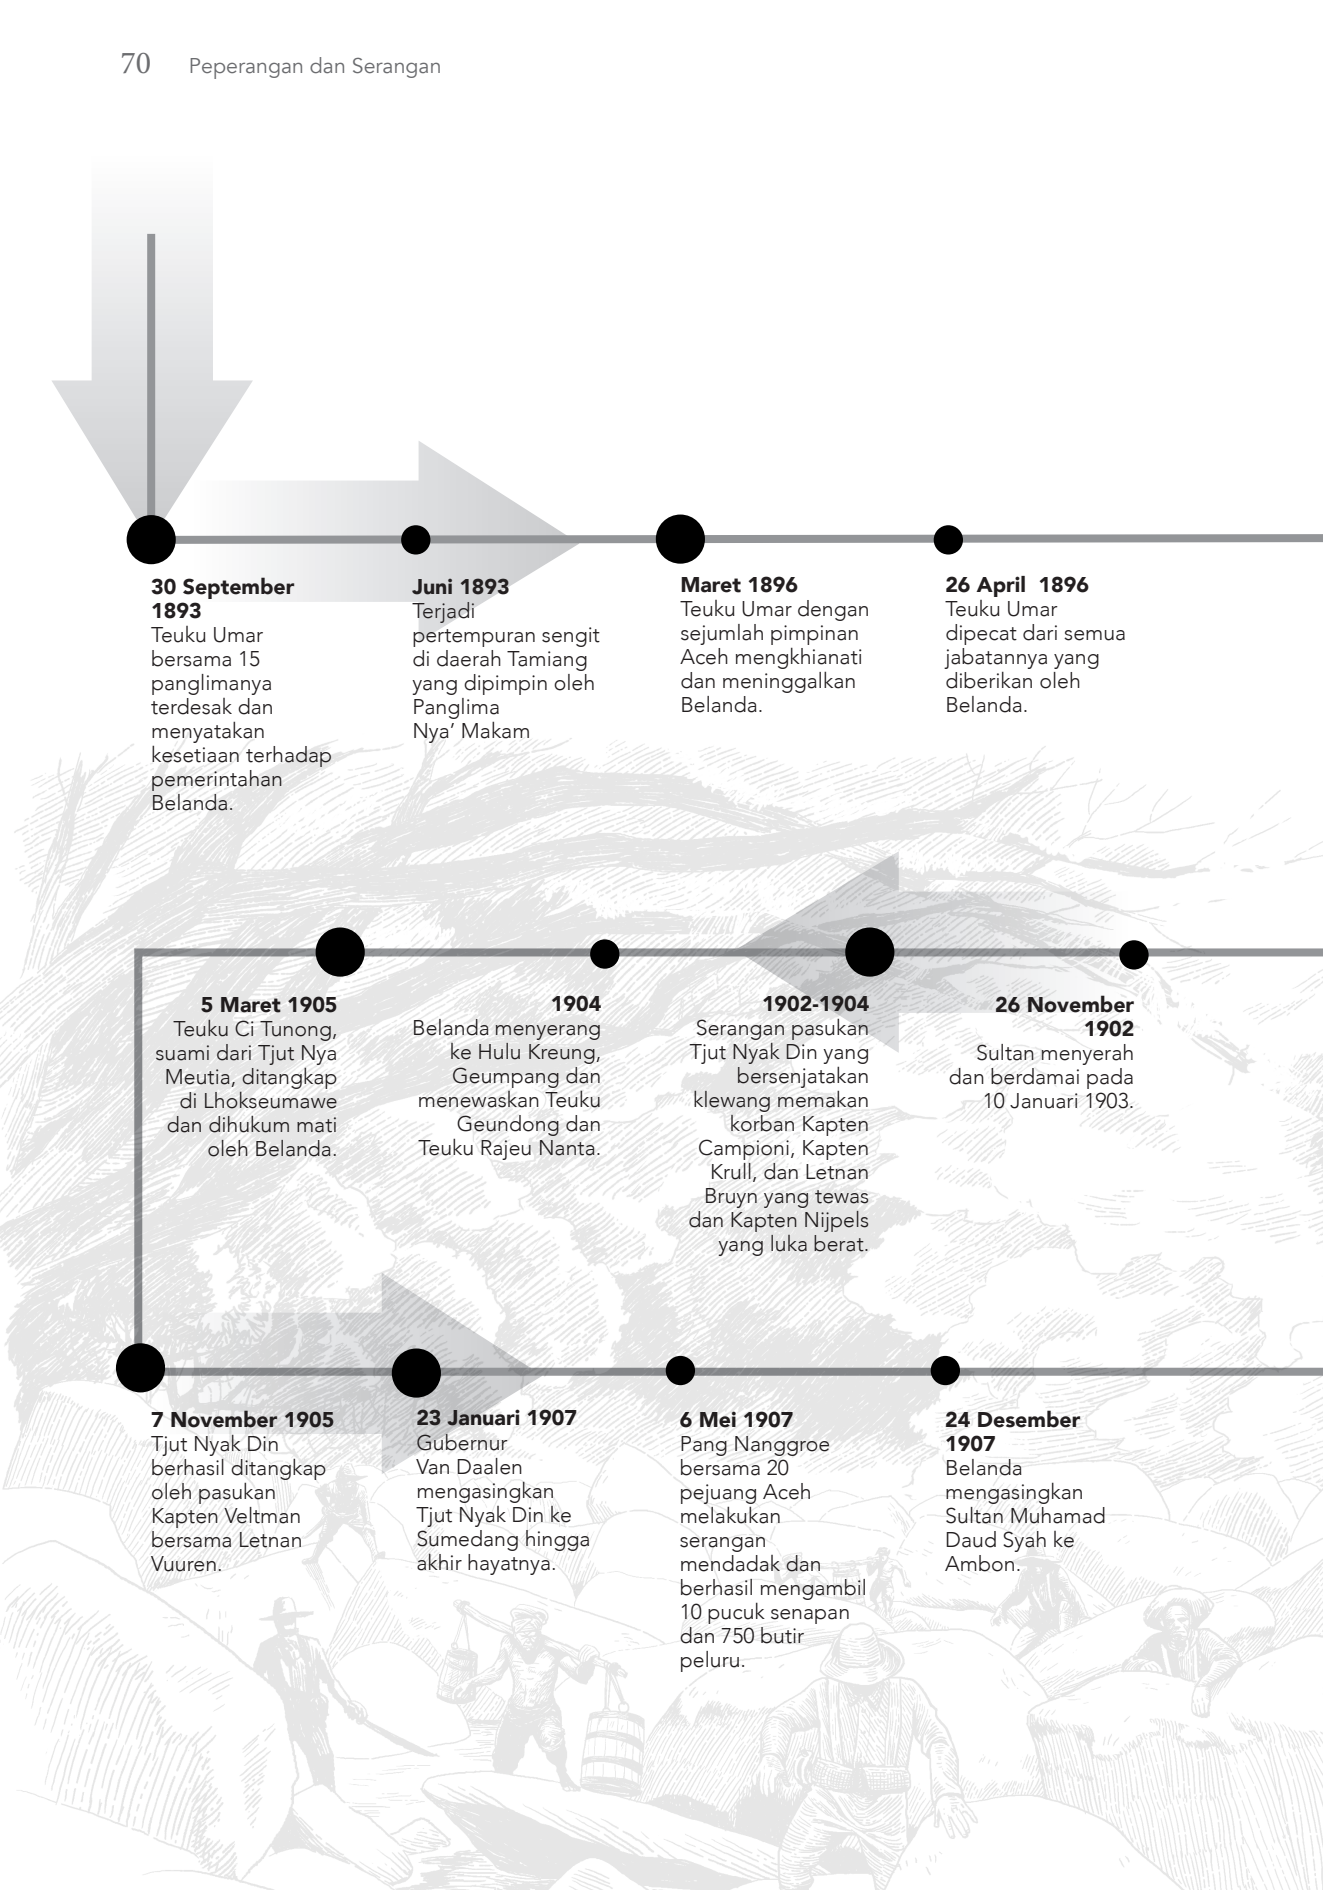 70 Peperangan dan Serangan
30 September
1893
Teuku Umar
bersama 15
panglimanya
terdesak dan
menyatakan
kesetiaan terhadap
pemerintahan
Belanda.
Juni 1893
Terjadi
pertempuran sengit
di daerah Tamiang
yang dipimpin oleh
Panglima
Nya’ Makam
Maret 1896
Teuku Umar dengan
sejumlah pimpinan
Aceh mengkhianati
dan meninggalkan
Belanda.
26 April 1896
Teuku Umar
dipecat dari semua
jabatannya yang
diberikan oleh
Belanda.
5 Maret 1905
Teuku Ci Tunong,
suami dari Tjut Nya
Meutia, ditangkap
di Lhokseumawe
dan dihukum mati
oleh Belanda.
1904
Belanda menyerang
ke Hulu Kreung,
Geumpang dan
menewaskan Teuku
Geundong dan
Teuku Rajeu Nanta.
1902-1904
Serangan pasukan
Tjut Nyak Din yang
bersenjatakan
klewang memakan
korban Kapten
Campioni, Kapten
Krull, dan Letnan
Bruyn yang tewas
dan Kapten Nijpels
yang luka berat.
26 November
1902
Sultan menyerah
dan berdamai pada
10 Januari 1903.
7 November 1905
Tjut Nyak Din
berhasil ditangkap
oleh pasukan
Kapten Veltman
bersama Letnan
Vuuren.
23 Januari 1907
Gubernur
Van Daalen
mengasingkan
Tjut Nyak Din ke
Sumedang hingga
akhir hayatnya.
6 Mei 1907
Pang Nanggroe
bersama 20
pejuang Aceh
melakukan
serangan
mendadak dan
berhasil mengambil
10 pucuk senapan
dan 750 butir
peluru.
24 Desember
1907
Belanda
mengasingkan
Sultan Muhamad
Daud Syah ke
Ambon.